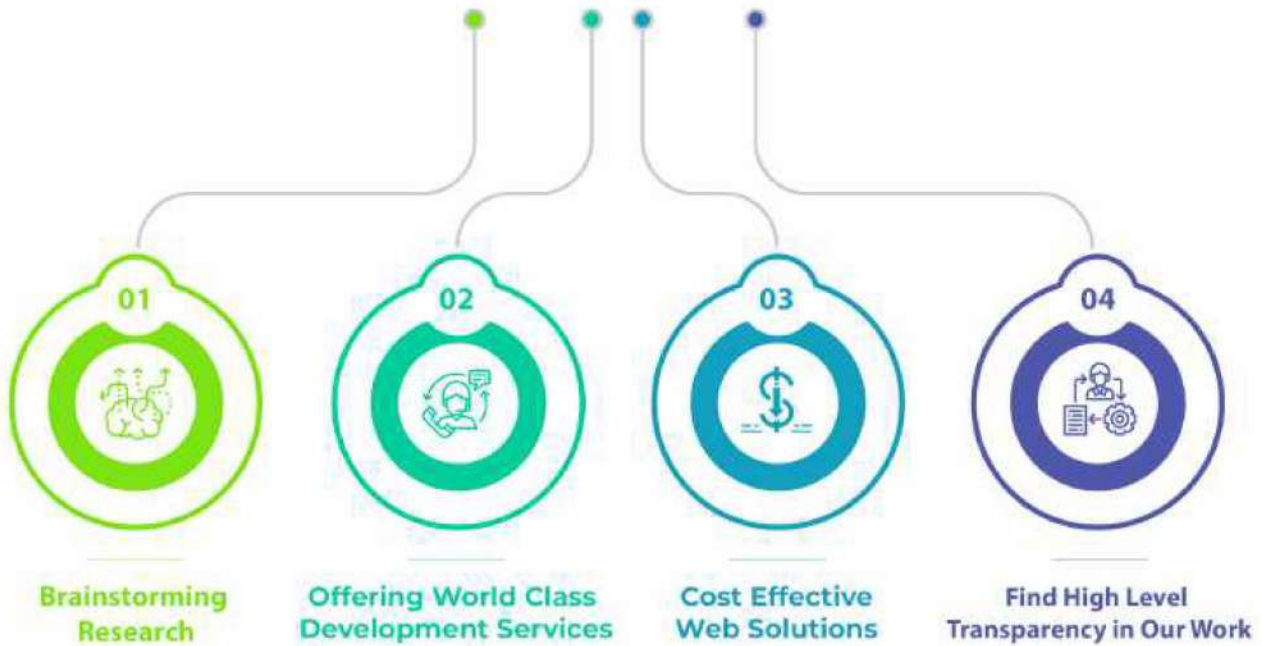 01
02
03
04
Brainstorming
Research
Offering World Class
Development Services
Cost Effective
Web Solutions
Find High Level
Transparency in Our Work